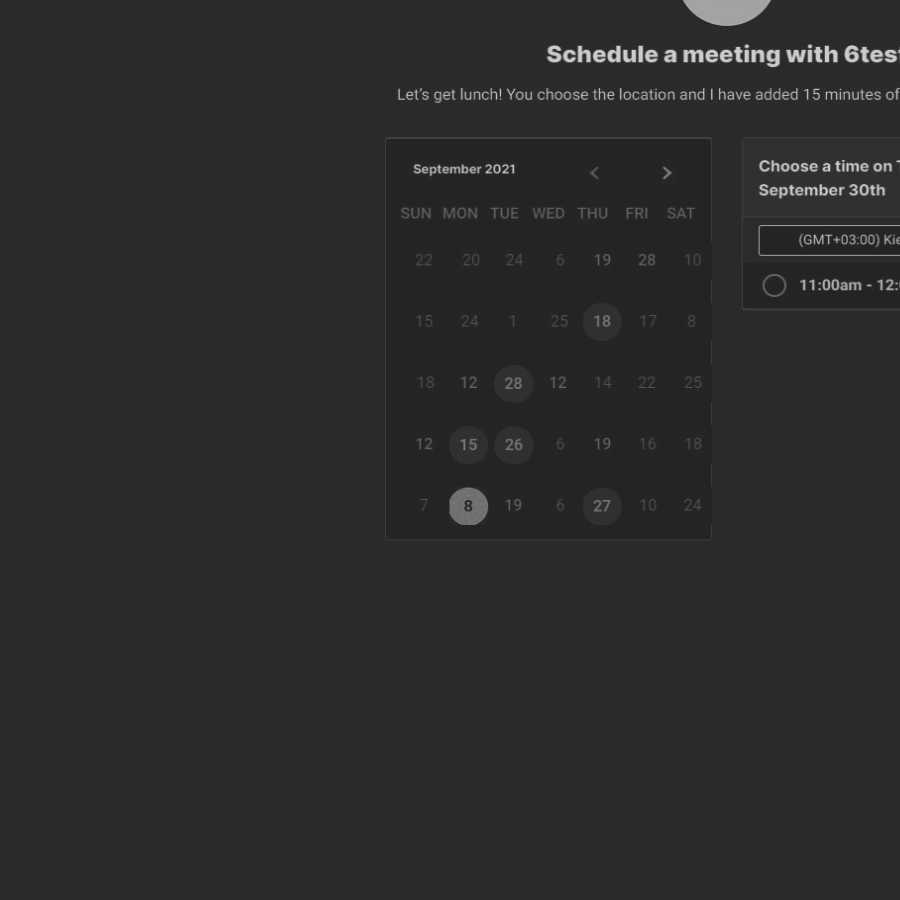 Schedule a meeting with 6test
Let's get lunch! You choose the location and I have added 15 minutes of
September 2021
SUN MON TUE WED THU FRI SAT
22 20 24 6 19 28 10
15 24 1 25 18 17 8
18 12 28 12 14 22 25
12 15 26 6 19 16 18
7 8 19 6 27 10 24
Choose a time on
September 30th
(GMT+03:00)
11:00am - 12: